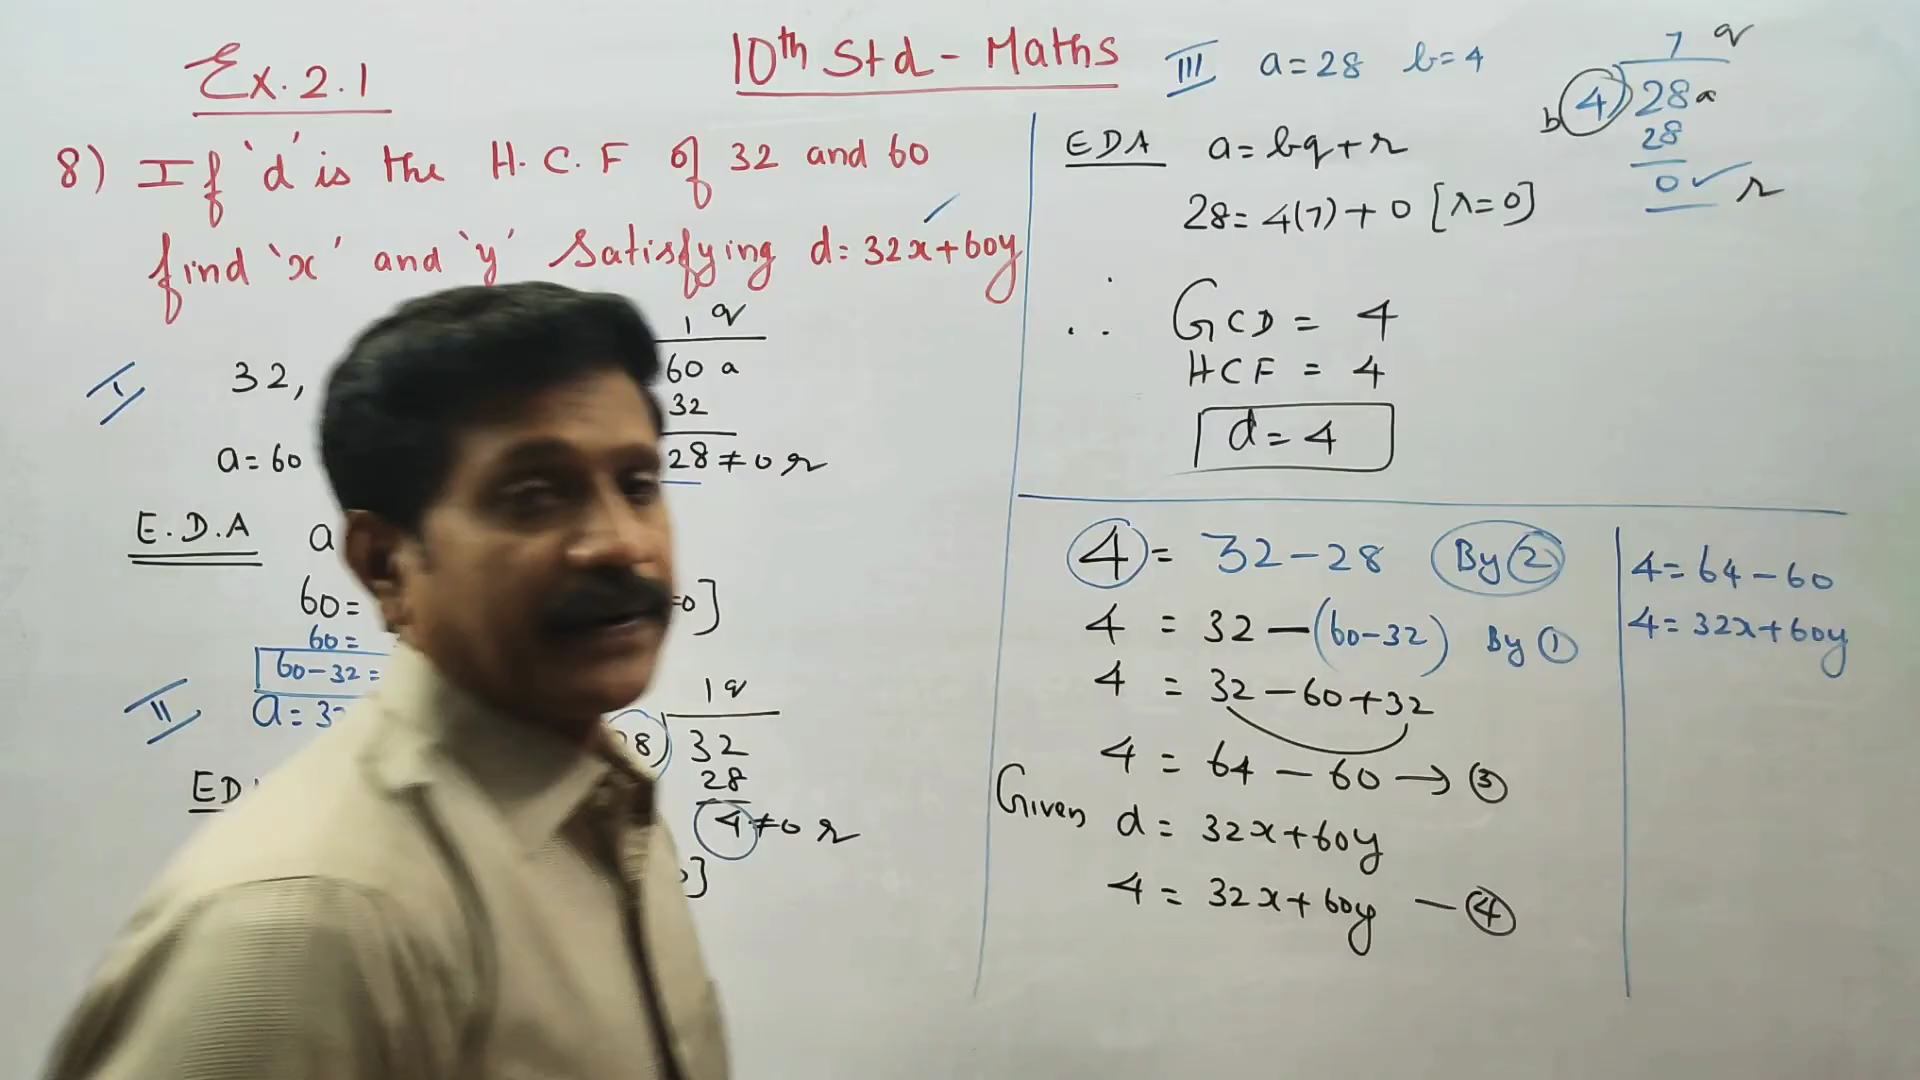 Ex. 2.1
10th Std - Maths
8) If 'd' is the H.C.F of 32 and 60
find 'x' and 'y' satisfying d = 32x + 60y
I
32,
1 q
60 a
32
28 ≠ 0 r
a = 60
E.D.A a
60 =
=0]
60 =
60 - 32 =
II
a = 3
1 q
28) 32
28
4 ≠ 0 r
ED
]
III a = 28 b = 4
7 q
b 4) 28 a
28
0 ✓ r
EDA a = bq + r
28 = 4(7) + 0 [r = 0]
∴ GCD = 4
HCF = 4
d = 4
4 = 32 - 28 By ②
4 = 32 - (60 - 32) By ①
4 = 32 - 60 + 32
4 = 64 - 60 → ③
Given d = 32x + 60y
4 = 32x + 60y - ④
4 = 64 - 60
4 = 32x + 60y